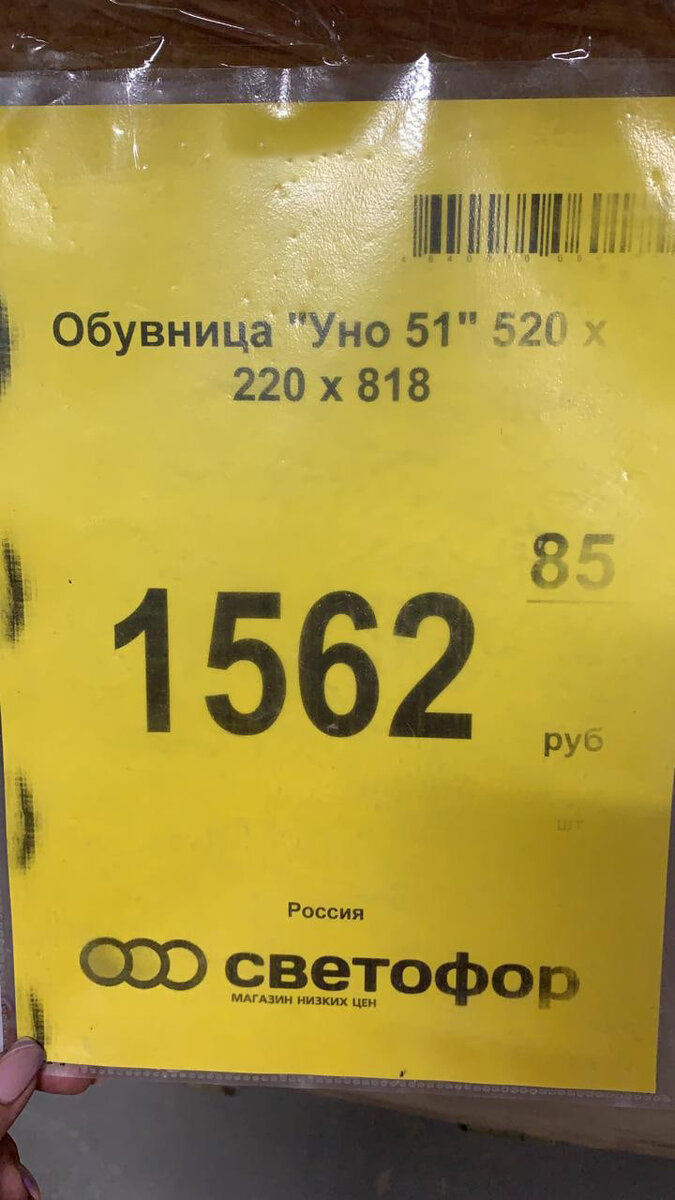 Обувница "Уно 51" 520 х
220 х 818
1562
85
руб
шт
Россия
светофор
МАГАЗИН НИЗКИХ ЦЕН